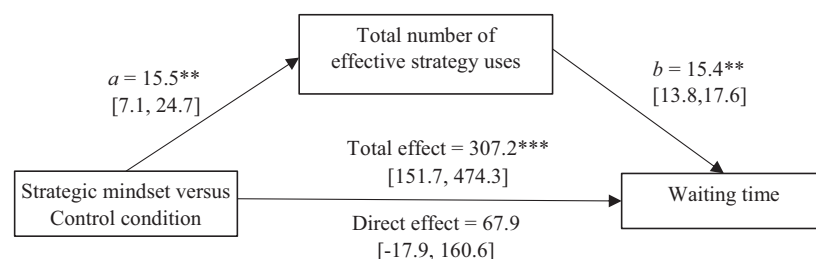 Total number of
effective strategy uses
a = 15.5**
[7.1, 24.7]
b = 15.4**
[13.8,17.6]
Total effect = 307.2***
[151.7, 474.3]
Strategic mindset versus
Control condition
Waiting time
Direct effect = 67.9
[-17.9, 160.6]